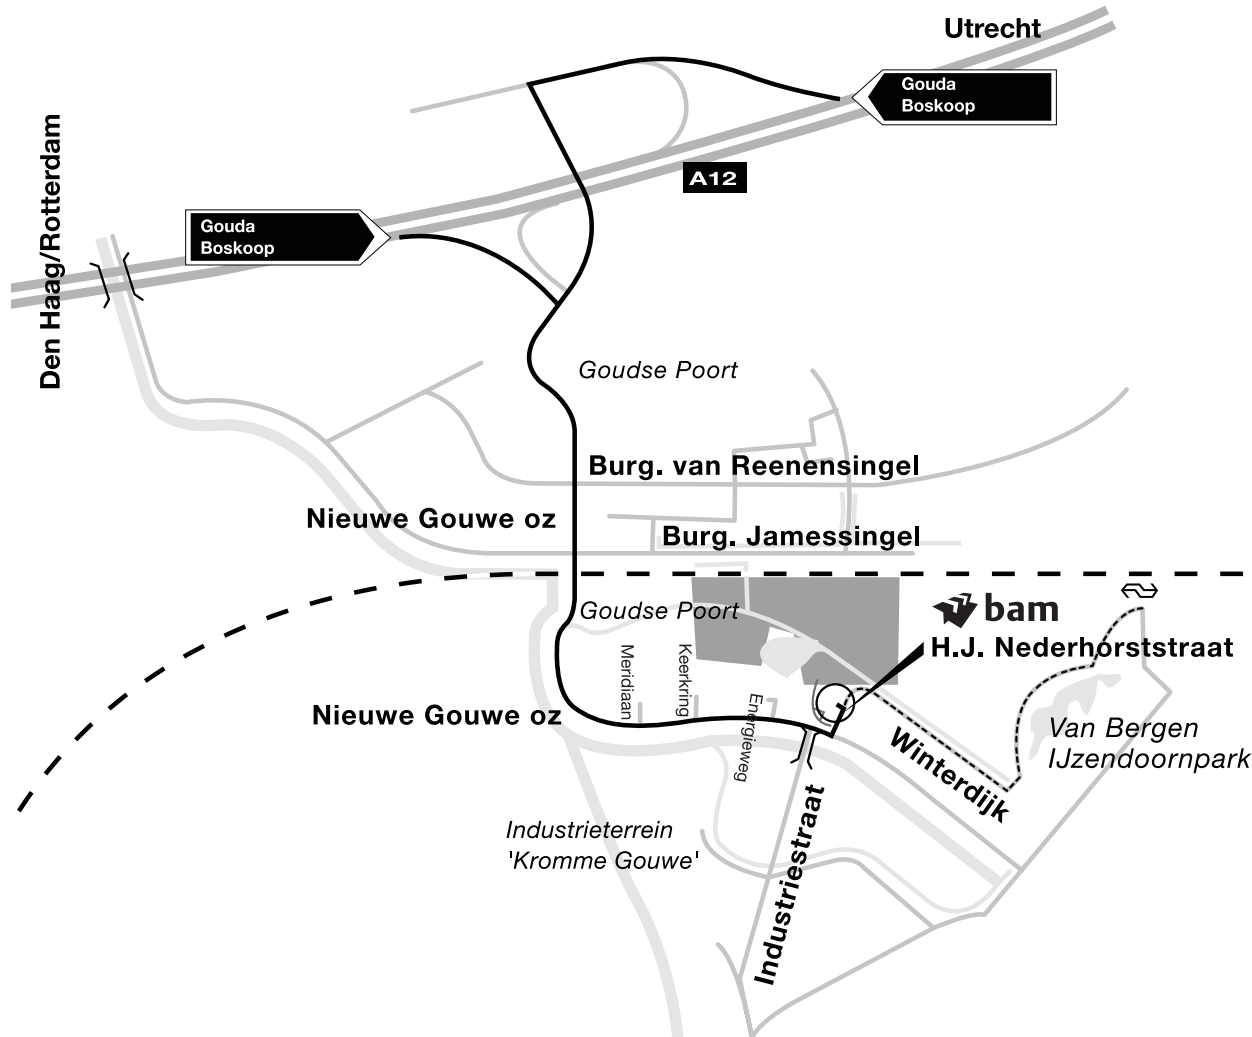 Utrecht
Gouda
Boskoop
Den Haag/Rotterdam
A12
Gouda
Boskoop
Goudse Poort
Burg. van Reenensingel
Nieuwe Gouwe oz
Burg. Jamessingel
Goudse Poort
bam
H.J. Nederhorststraat
Meridiaan
Keerkring
Energieweg
Nieuwe Gouwe oz
Winterdijk
Van Bergen
IJzendoornpark
Industrieterrein
'Kromme Gouwe'
Industriestraat